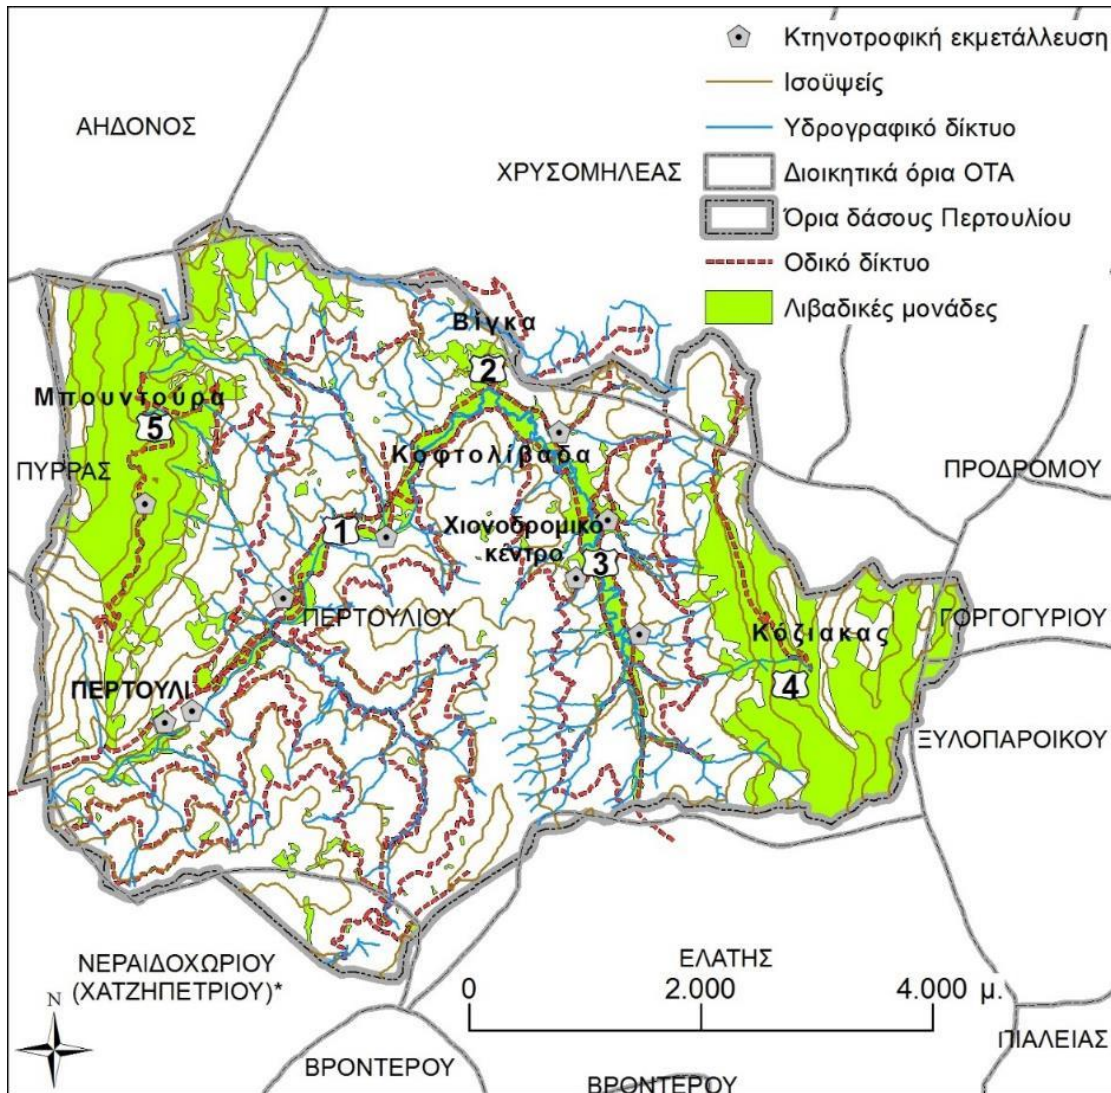 Κτηνοτροφική εκμετάλλευση
Ισοϋψείς
Υδρογραφικό δίκτυο
Διοικητικά όρια ΟΤΑ
Όρια δάσους Περτουλίου
Οδικό δίκτυο
Λιβαδικές μονάδες
ΑΗΔΟΝΟΣ
ΧΡΥΣΟΜΗΛΕΑΣ
Βίγκα
2
Μπουντούρα
5
Κοφτολίβαδα
ΠΥΡΡΑΣ
ΠΡΟΔΡΟΜΟΥ
1
Χιονοδρομικό
κέντρο
3
ΠΕΡΤΟΥΛΙΟΥ
ΓΟΡΓΟΓΥΡΙΟΥ
Κόζιακας
4
ΠΕΡΤΟΥΛΙ
ΞΥΛΟΠΑΡΟΙΚΟΥ
ΝΕΡΑΙΔΟΧΩΡΙΟΥ
(ΧΑΤΖΗΠΕΤΡΙΟΥ)*
ΕΛΑΤΗΣ
N
0 2.000 4.000 μ.
ΠΙΑΛΕΙΑΣ
ΒΡΟΝΤΕΡΟΥ
ΒΡΟΝΤΕΡΟΥ